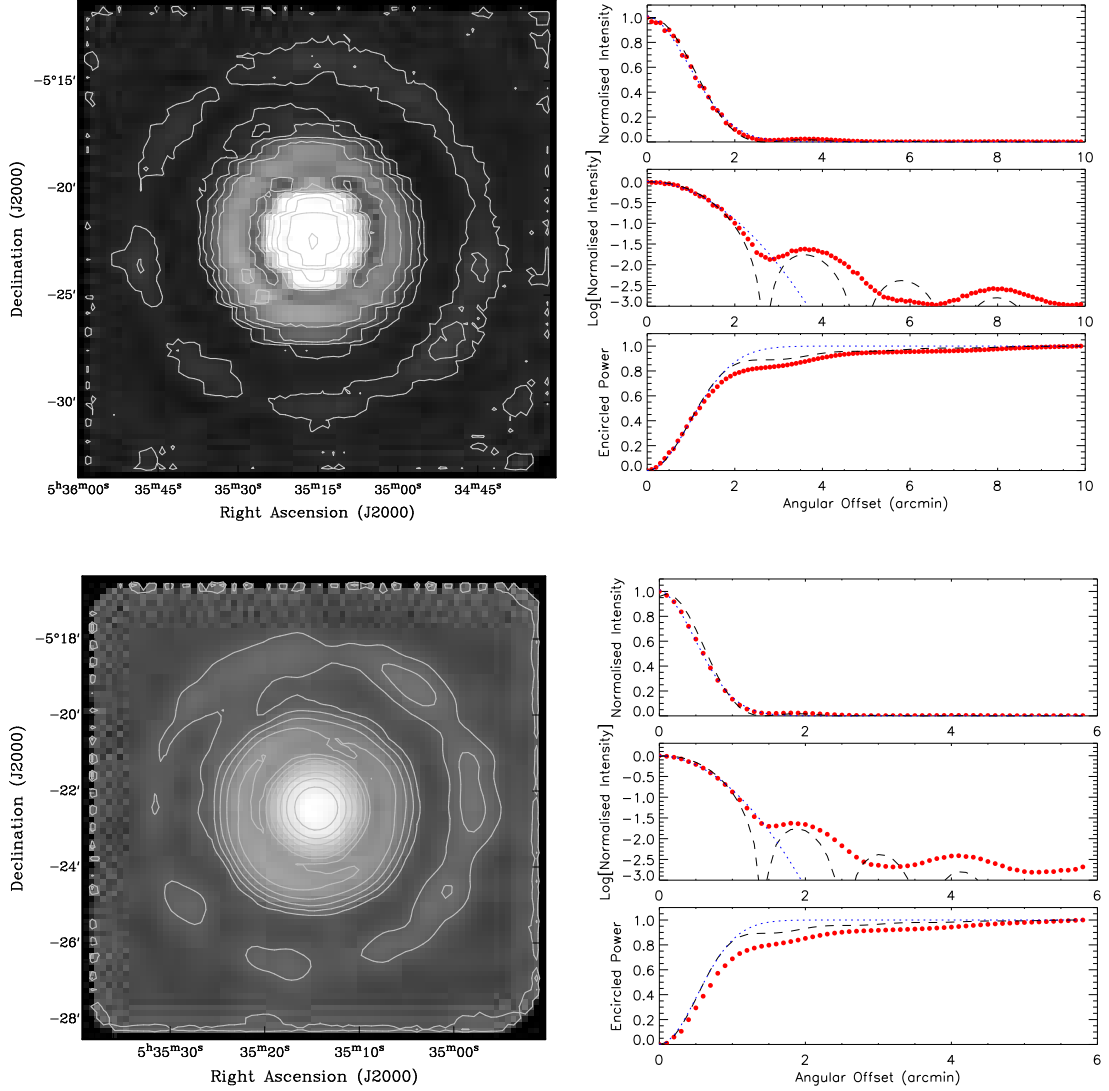 Declination (J2000)
−5°15′
−20′
−25′
−30′
5ʰ36ᵐ00ˢ 35ᵐ45ˢ 35ᵐ30ˢ 35ᵐ15ˢ 35ᵐ00ˢ 34ᵐ45ˢ
Right Ascension (J2000)
Normalised Intensity
1.0
0.8
0.6
0.4
0.2
0.0
0 2 4 6 8 10
Log[Normalised Intensity]
0.0
−0.5
−1.0
−1.5
−2.0
−2.5
−3.0
0 2 4 6 8 10
Encircled Power
1.0
0.8
0.6
0.4
0.2
0.0
0 2 4 6 8 10
Angular Offset (arcmin)
Declination (J2000)
−5°18′
−20′
−22′
−24′
−26′
−28′
5ʰ35ᵐ30ˢ 35ᵐ20ˢ 35ᵐ10ˢ 35ᵐ00ˢ
Right Ascension (J2000)
Normalised Intensity
1.0
0.8
0.6
0.4
0.2
0.0
0 2 4 6
Log[Normalised Intensity]
0.0
−0.5
−1.0
−1.5
−2.0
−2.5
−3.0
0 2 4 6
Encircled Power
1.0
0.8
0.6
0.4
0.2
0.0
0 2 4 6
Angular Offset (arcmin)